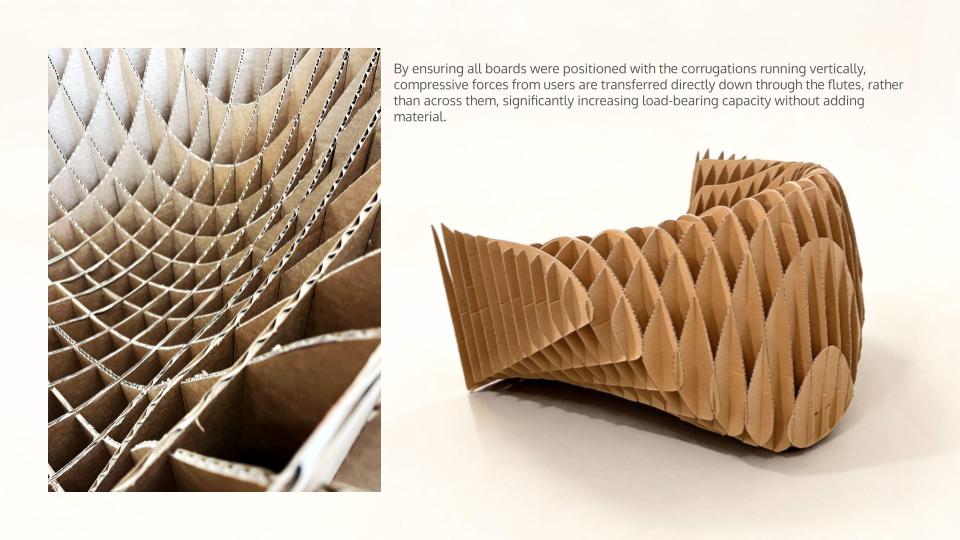 By ensuring all boards were positioned with the corrugations running vertically,
compressive forces from users are transferred directly down through the flutes, rather
than across them, significantly increasing load-bearing capacity without adding
material.